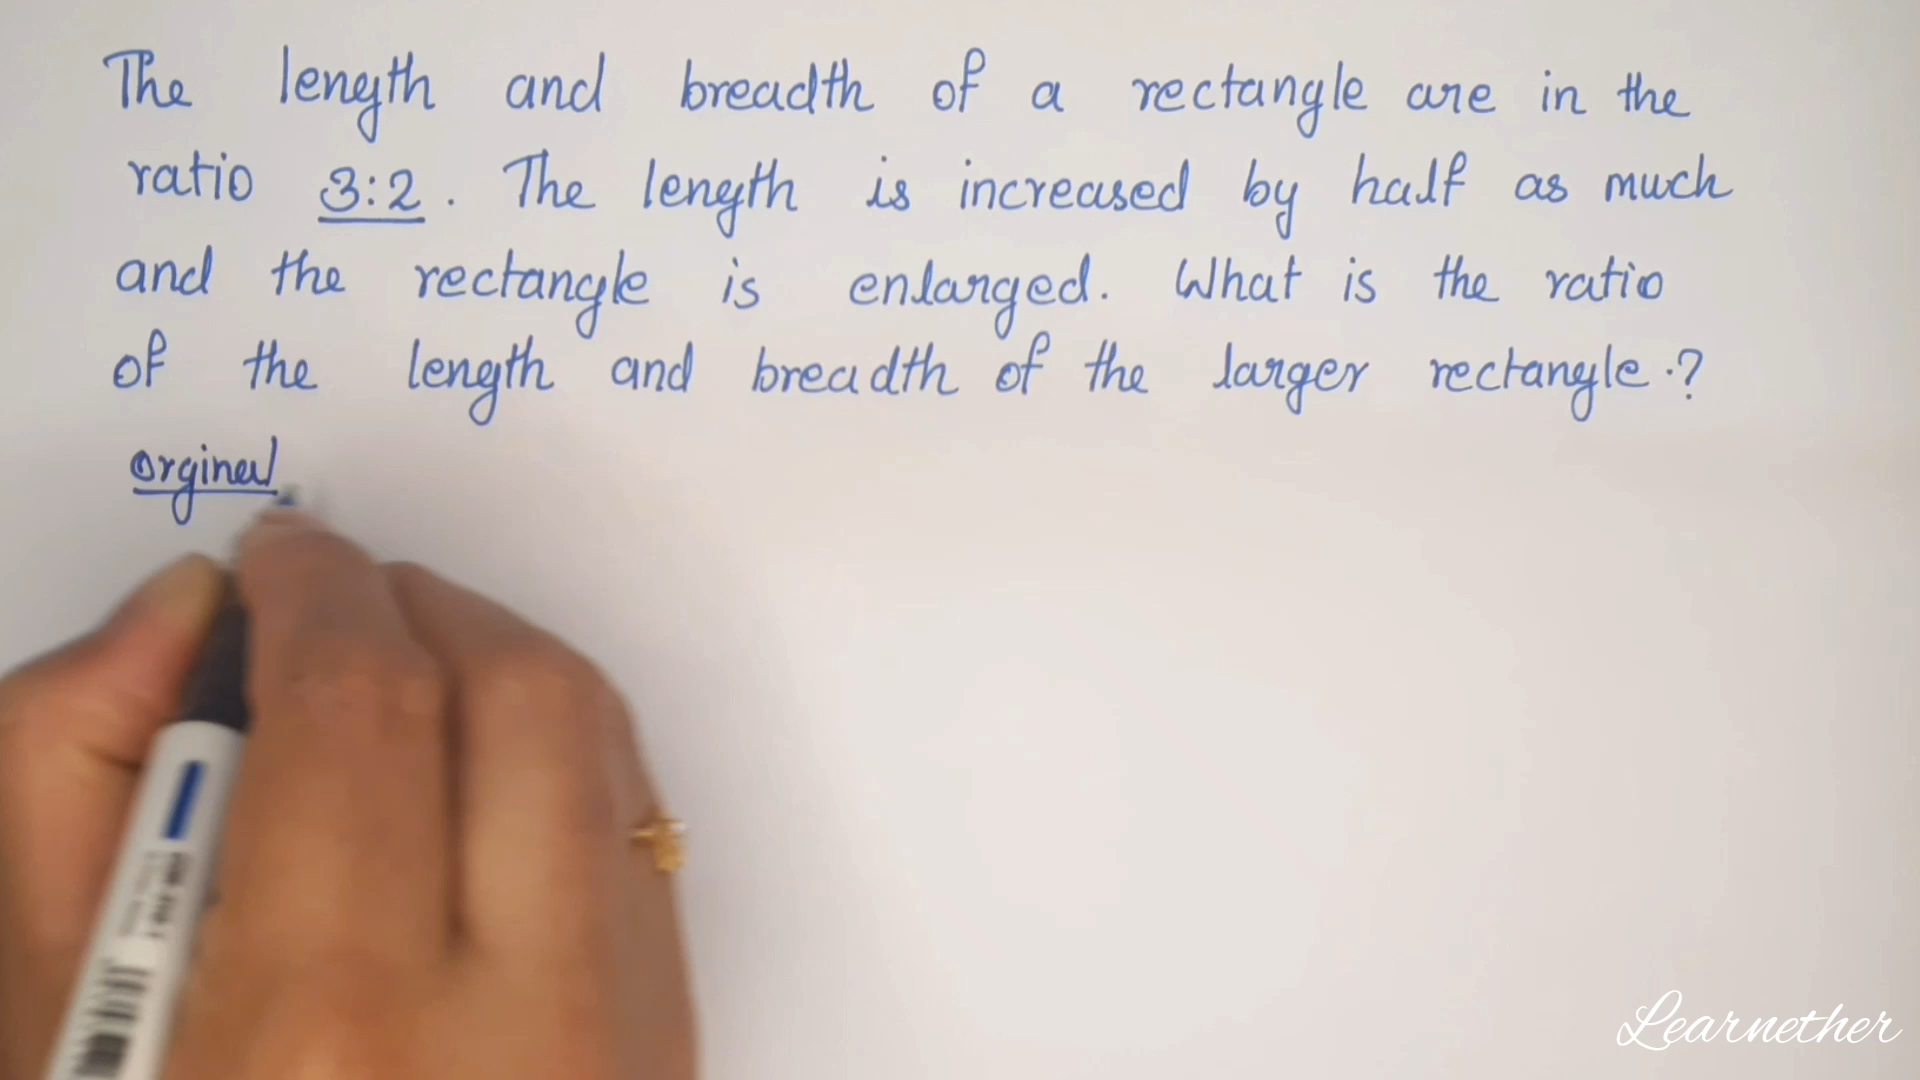 The length and breadth of a rectangle are in the
ratio 3:2. The length is increased by half as much
and the rectangle is enlarged. What is the ratio
of the length and breadth of the larger rectangle.?
Orginal
Learnether